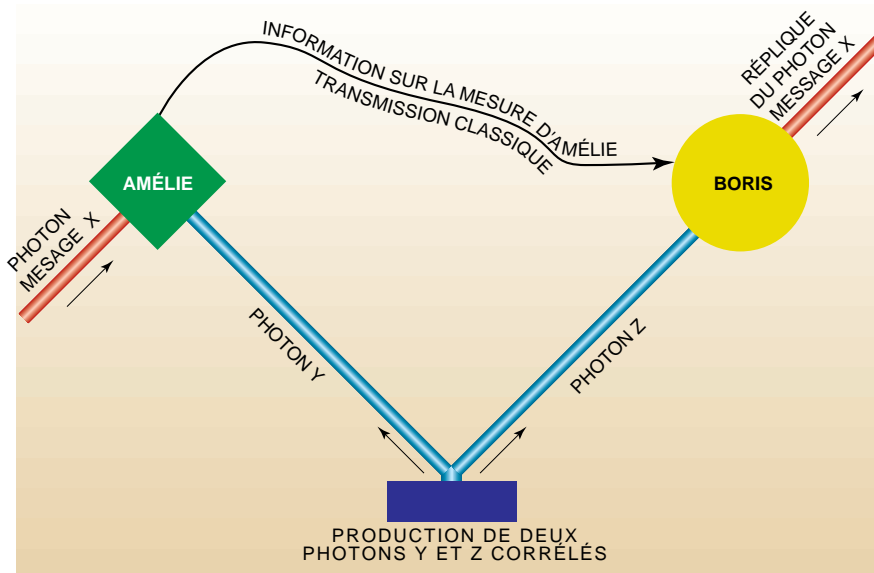 INFORMATION SUR LA MESURE D'AMÉLIE
TRANSMISSION CLASSIQUE
RÉPLIQUE
DU PHOTON
MESSAGE X
AMÉLIE
BORIS
PHOTON
MESAGE X
PHOTON Y
PHOTON Z
PRODUCTION DE DEUX
PHOTONS Y ET Z CORRÉLÉS